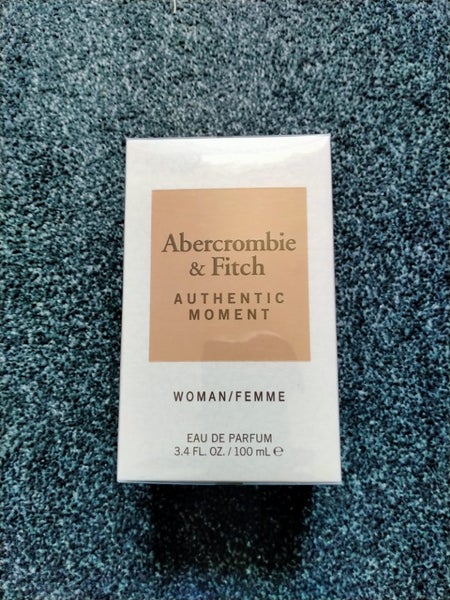 Abercrombie
& Fitch
AUTHENTIC
MOMENT
WOMAN/FEMME
EAU DE PARFUM
3.4 FL. OZ. / 100 mL ℮